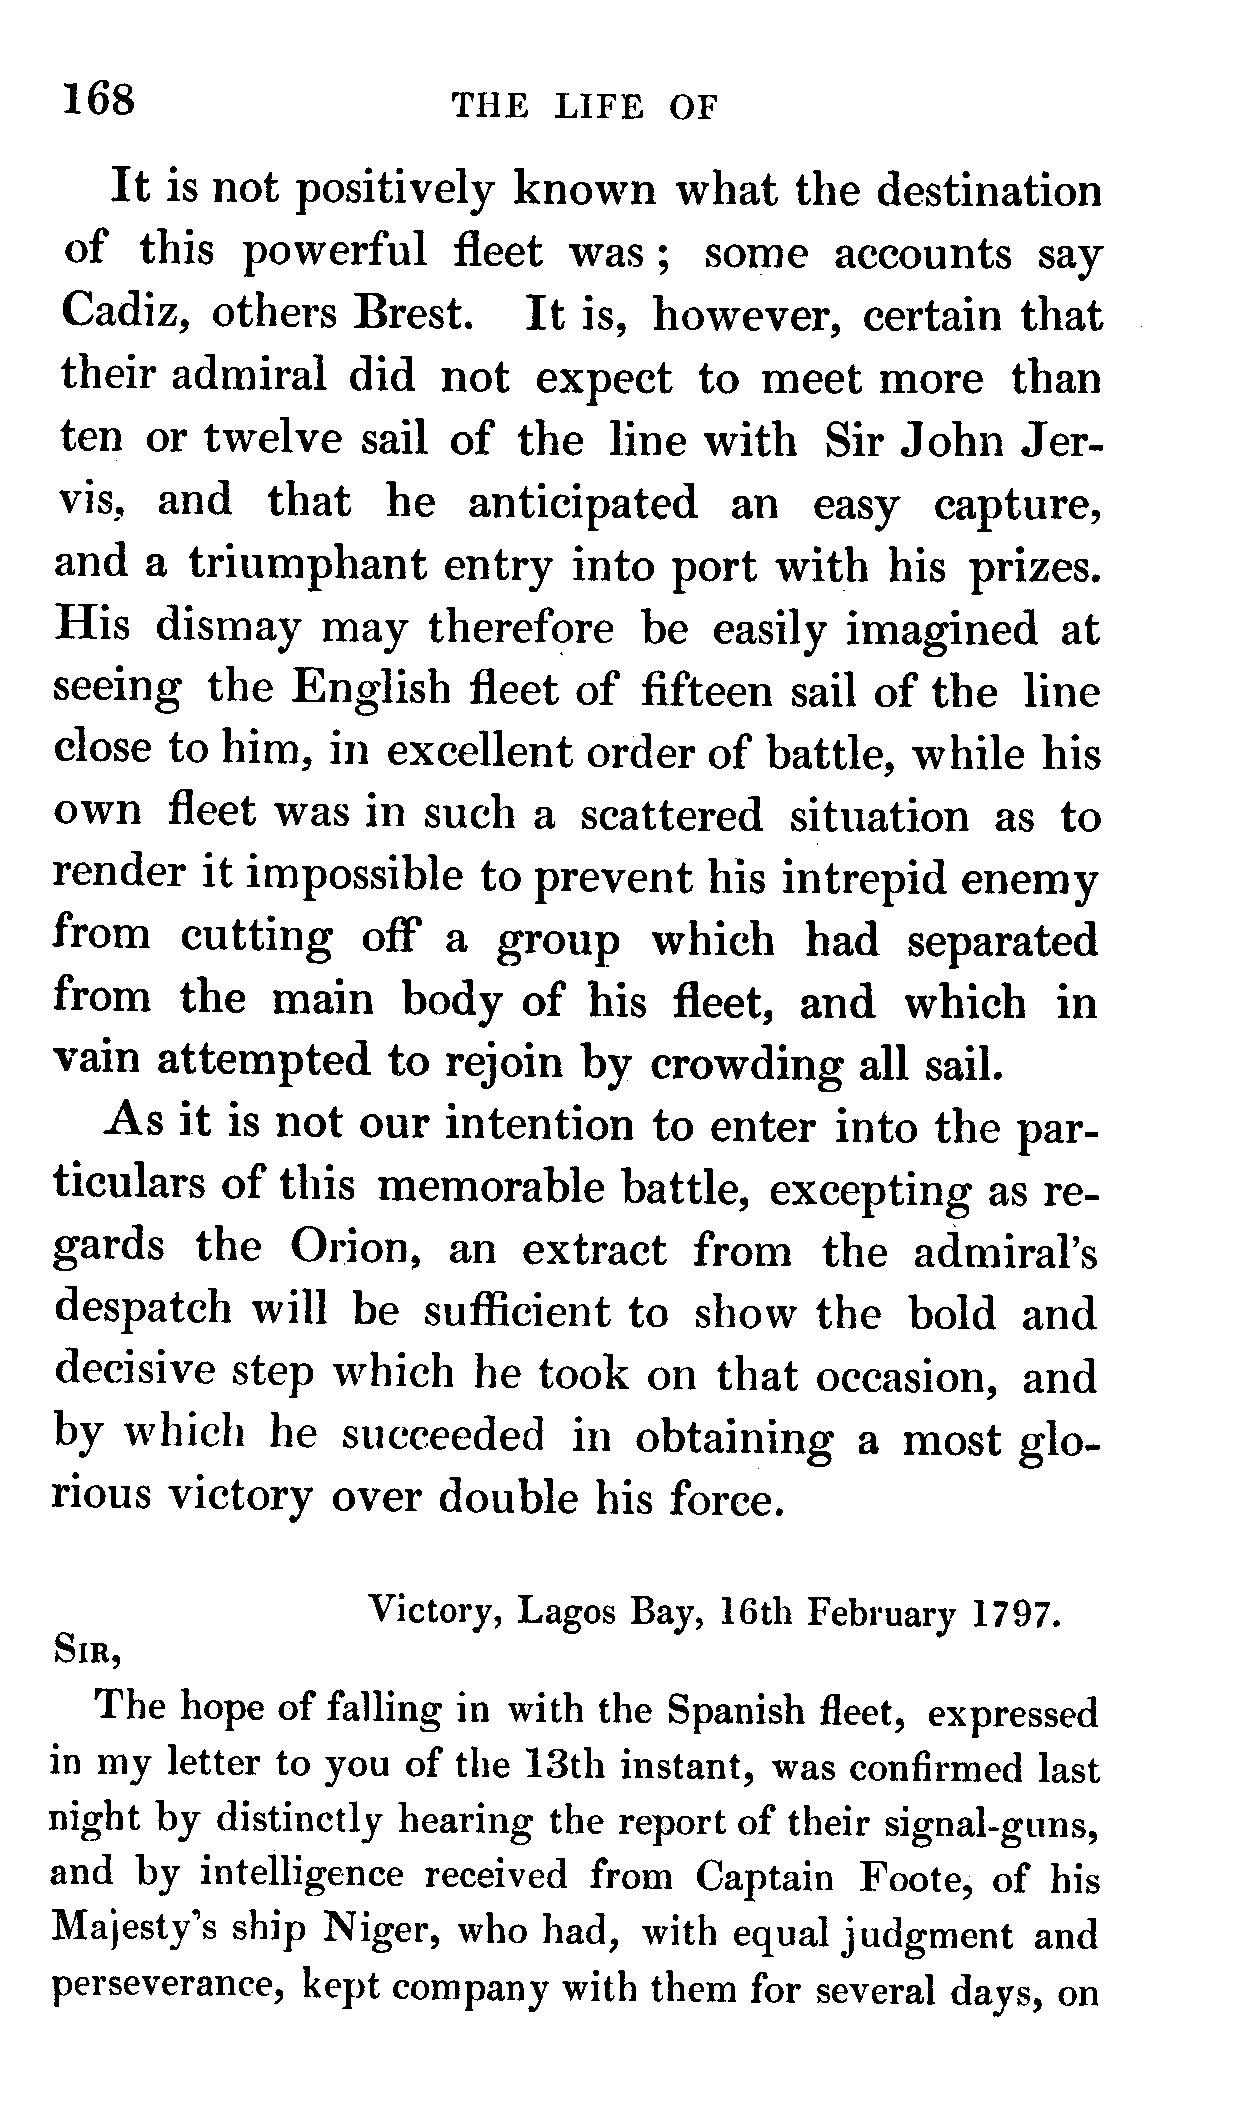 168 THE LIFE OF
It is not positively known what the destination
of this powerful fleet was ; some accounts say
Cadiz, others Brest. It is, however, certain that
their admiral did not expect to meet more than
ten or twelve sail of the line with Sir John Jer-
vis, and that he anticipated an easy capture,
and a triumphant entry into port with his prizes.
His dismay may therefore be easily imagined at
seeing the English fleet of fifteen sail of the line
close to him, in excellent order of battle, while his
own fleet was in such a scattered situation as to
render it impossible to prevent his intrepid enemy
from cutting off a group which had separated
from the main body of his fleet, and which in
vain attempted to rejoin by crowding all sail.
As it is not our intention to enter into the par-
ticulars of this memorable battle, excepting as re-
gards the Orion, an extract from the admiral's
despatch will be sufficient to show the bold and
decisive step which he took on that occasion, and
by which he succeeded in obtaining a most glo-
rious victory over double his force.
Victory, Lagos Bay, 16th February 1797.
SIR,
The hope of falling in with the Spanish fleet, expressed
in my letter to you of the 13th instant, was confirmed last
night by distinctly hearing the report of their signal-guns,
and by intelligence received from Captain Foote, of his
Majesty's ship Niger, who had, with equal judgment and
perseverance, kept company with them for several days, on